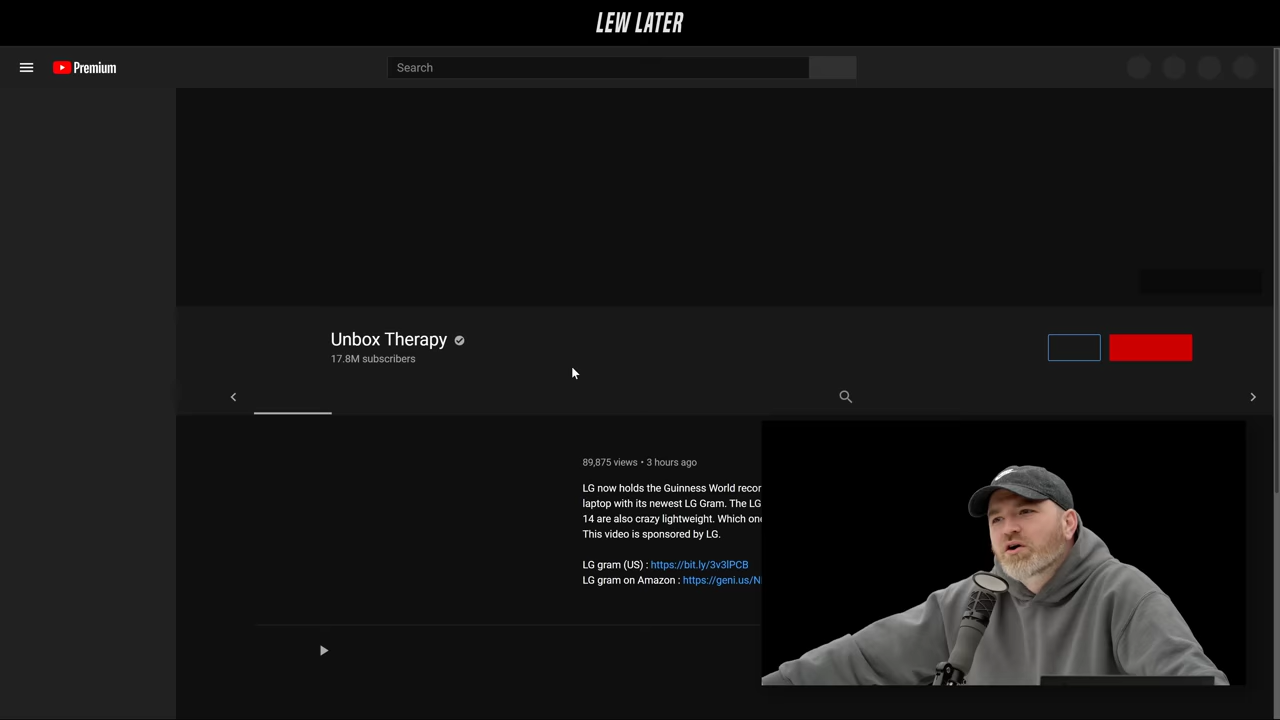 LEW LATER
Premium
Search
Unbox Therapy
17.8M subscribers
89,875 views • 3 hours ago
LG now holds the Guinness World recor
laptop with its newest LG Gram. The LG
14 are also crazy lightweight. Which one
This video is sponsored by LG.
LG gram (US) : https://bit.ly/3v3lPCB
LG gram on Amazon : https://geni.us/N